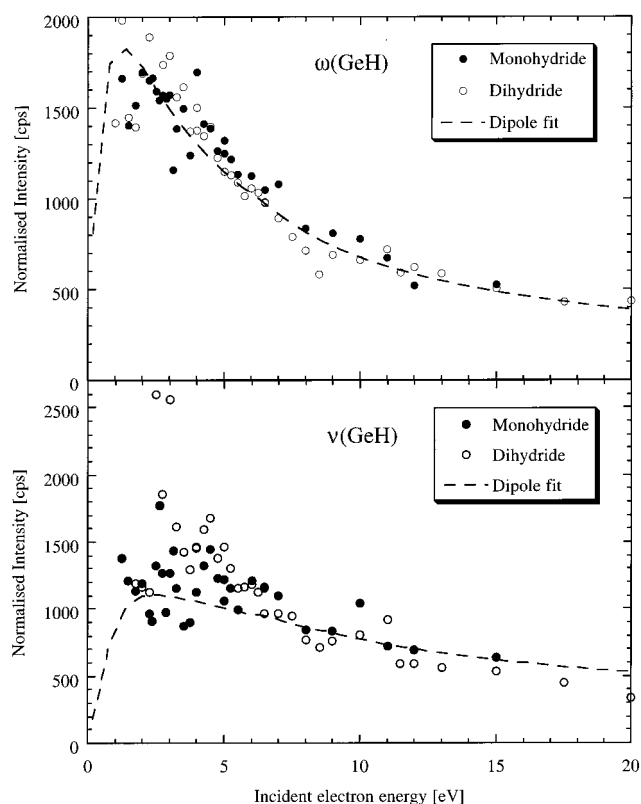 2000
1500
1000
500
0
Normalised Intensity [cps]
ω(GeH)
Monohydride
Dihydride
Dipole fit
2500
2000
1500
1000
500
0
Normalised Intensity [cps]
ν(GeH)
Monohydride
Dihydride
Dipole fit
0 5 10 15 20
Incident electron energy [eV]